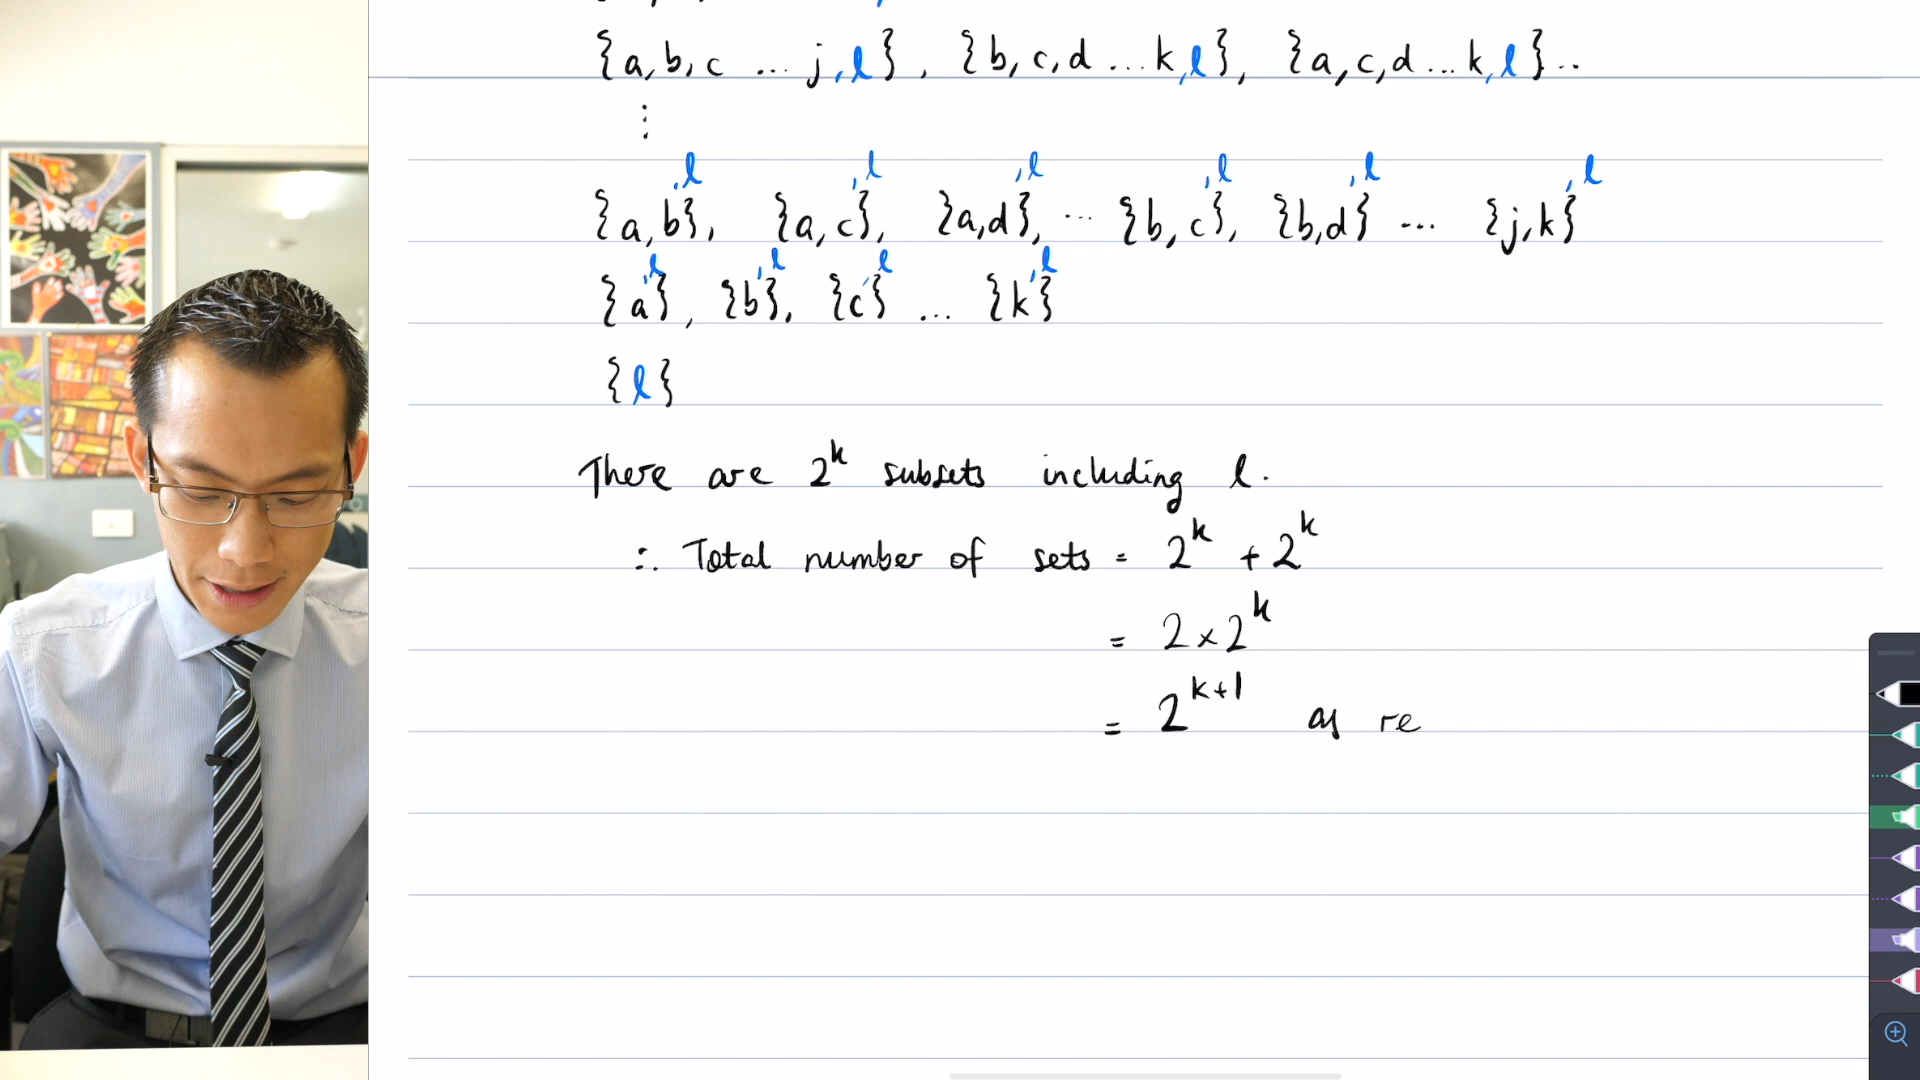 {a, b, c ... j, l}, {b, c, d ... k, l}, {a, c, d ... k, l} ..
⋮
{a, b, l}, {a, c, l}, {a, d, l}, ... {b, c, l}, {b, d, l} ... {j, k, l}
{a, l}, {b, l}, {c, l} ... {k, l}
{l}
There are 2^k subsets including l.
∴ Total number of sets = 2^k + 2^k
= 2 × 2^k
= 2^(k+1) as re